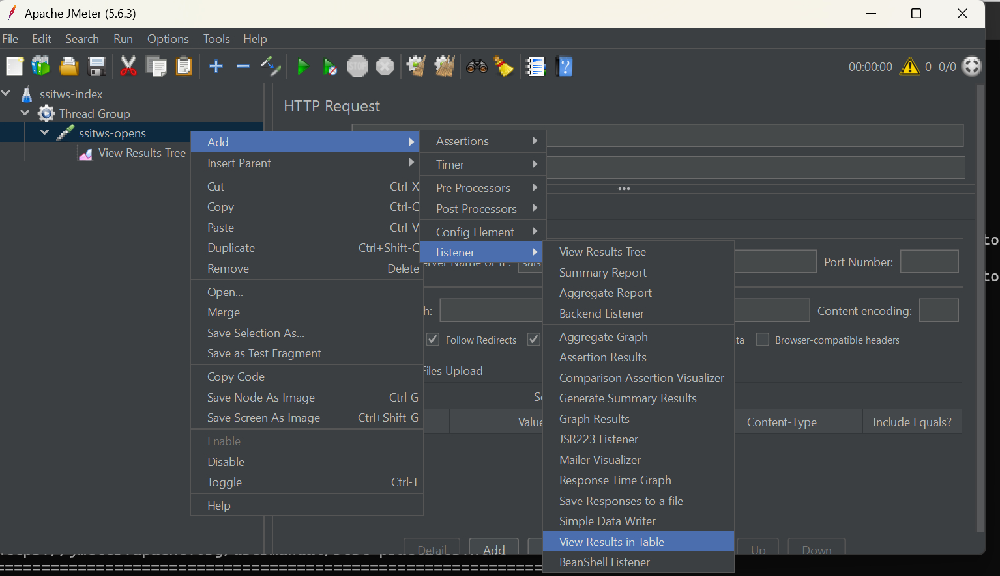 Apache JMeter (5.6.3)
File Edit Search Run Options Tools Help
STOP
00:00:00 0 0/0
ssitws-index
Thread Group
ssitws-opens
View Results Tree
HTTP Request
Add
Insert Parent
Cut Ctrl-X
Copy Ctrl-C
Paste Ctrl-V
Duplicate Ctrl+Shift-C
Remove Delete
Open...
Merge
Save Selection As...
Save as Test Fragment
Copy Code
Save Node As Image Ctrl-G
Save Screen As Image Ctrl+Shift-G
Enable
Disable
Toggle Ctrl-T
Help
Assertions
Timer
Pre Processors
Post Processors
Config Element
Listener
View Results Tree
Summary Report
Aggregate Report
Backend Listener
Aggregate Graph
Assertion Results
Comparison Assertion Visualizer
Generate Summary Results
Graph Results
JSR223 Listener
Mailer Visualizer
Response Time Graph
Save Responses to a file
Simple Data Writer
View Results in Table
BeanShell Listener
Port Number:
Content encoding:
Follow Redirects
Browser-compatible headers
Files Upload
Value
Content-Type
Include Equals?
Detail Add Up Down